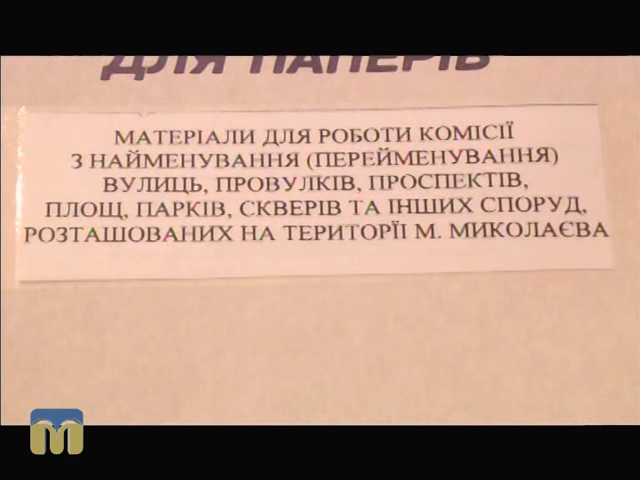 ДЛЯ ПАПЕРІВ
МАТЕРІАЛИ ДЛЯ РОБОТИ КОМІСІЇ
З НАЙМЕНУВАННЯ (ПЕРЕЙМЕНУВАННЯ)
ВУЛИЦЬ, ПРОВУЛКІВ, ПРОСПЕКТІВ,
ПЛОЩ, ПАРКІВ, СКВЕРІВ ТА ІНШИХ СПОРУД,
РОЗТАШОВАНИХ НА ТЕРИТОРЇЇ М. МИКОЛАЄВА
М